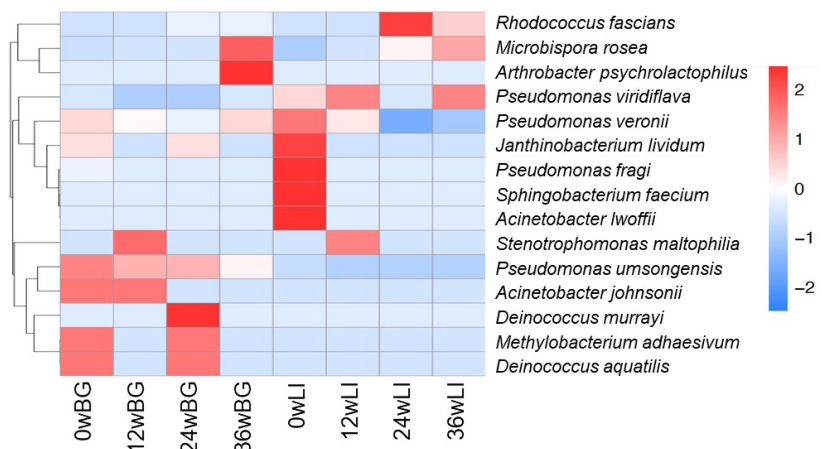 Rhodococcus fascians
Microbispora rosea
Arthrobacter psychrolactophilus
Pseudomonas viridiflava
Pseudomonas veronii
Janthinobacterium lividum
Pseudomonas fragi
Sphingobacterium faecium
Acinetobacter lwoffii
Stenotrophomonas maltophilia
Pseudomonas umsongensis
Acinetobacter johnsonii
Deinococcus murrayi
Methylobacterium adhaesivum
Deinococcus aquatilis
0wBG
12wBG
24wBG
36wBG
0wLI
12wLI
24wLI
36wLI
2
1
0
−1
−2